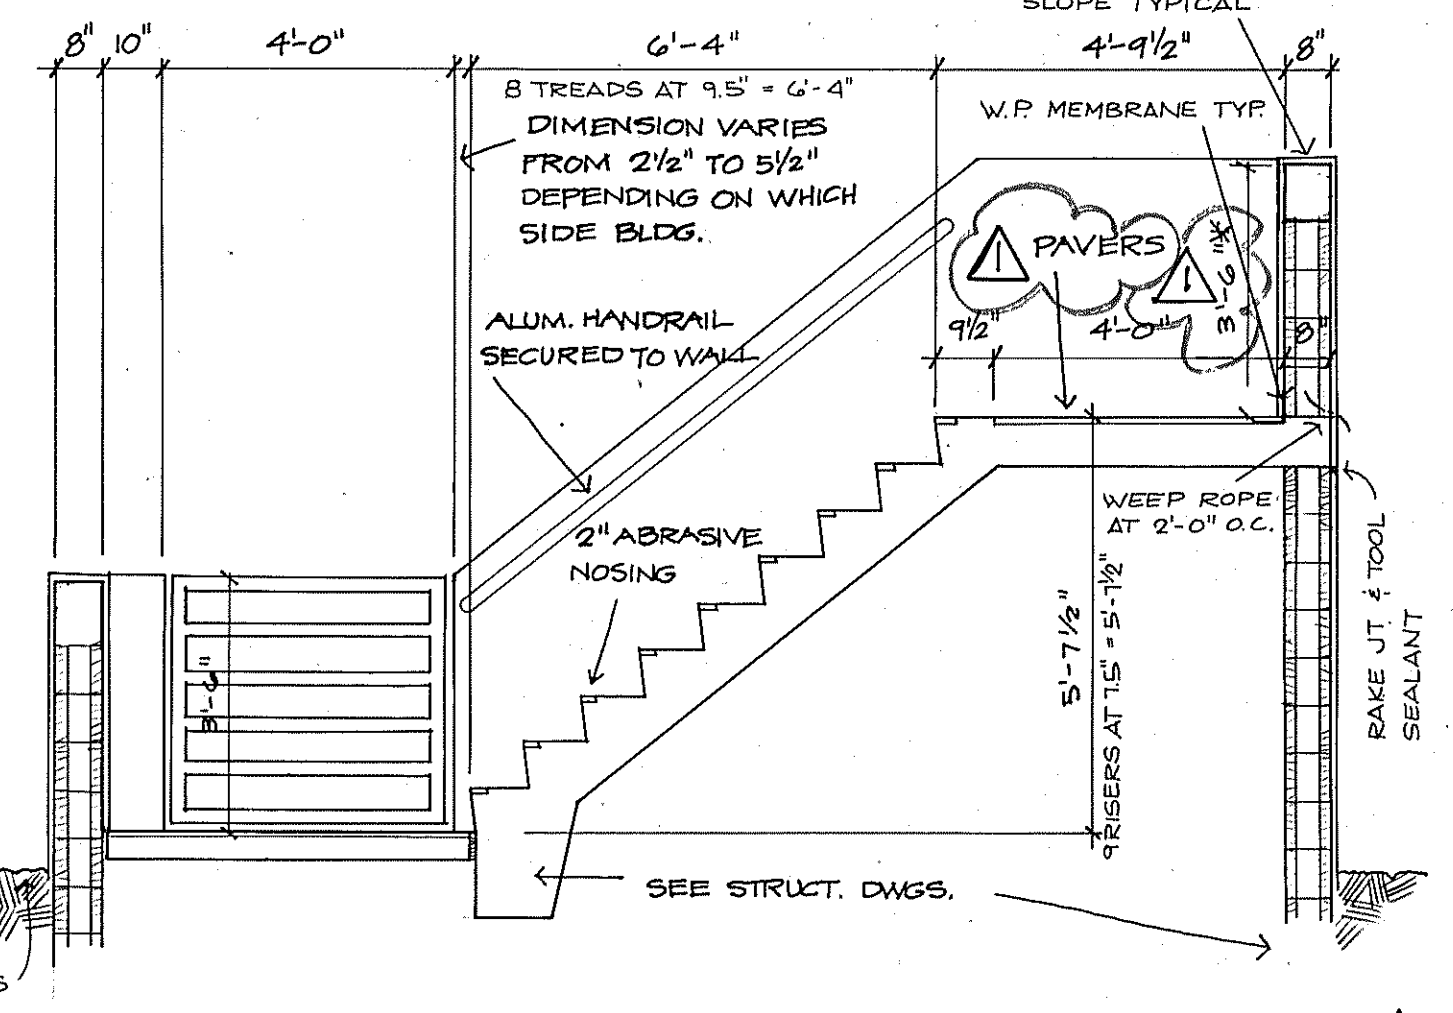 SLOPE TYPICAL
8" 10" 4'-0" 6'-4" 4'-9½" 8"
8 TREADS AT 9.5" = 6'-4"
DIMENSION VARIES
FROM 2½" TO 5½"
DEPENDING ON WHICH
SIDE BLDG.
W.P. MEMBRANE TYP.
1 PAVERS
1
3'-6"*
ALUM. HANDRAIL
SECURED TO WALL
9½" 4'-0" 8"
2" ABRASIVE
NOSING
WEEP ROPE
AT 2'-0" O.C.
3'-6"
5'-7½"
9 RISERS AT 7.5" = 5'-7½"
RAKE JT & TOOL
SEALANT
SEE STRUCT. DWGS.
S